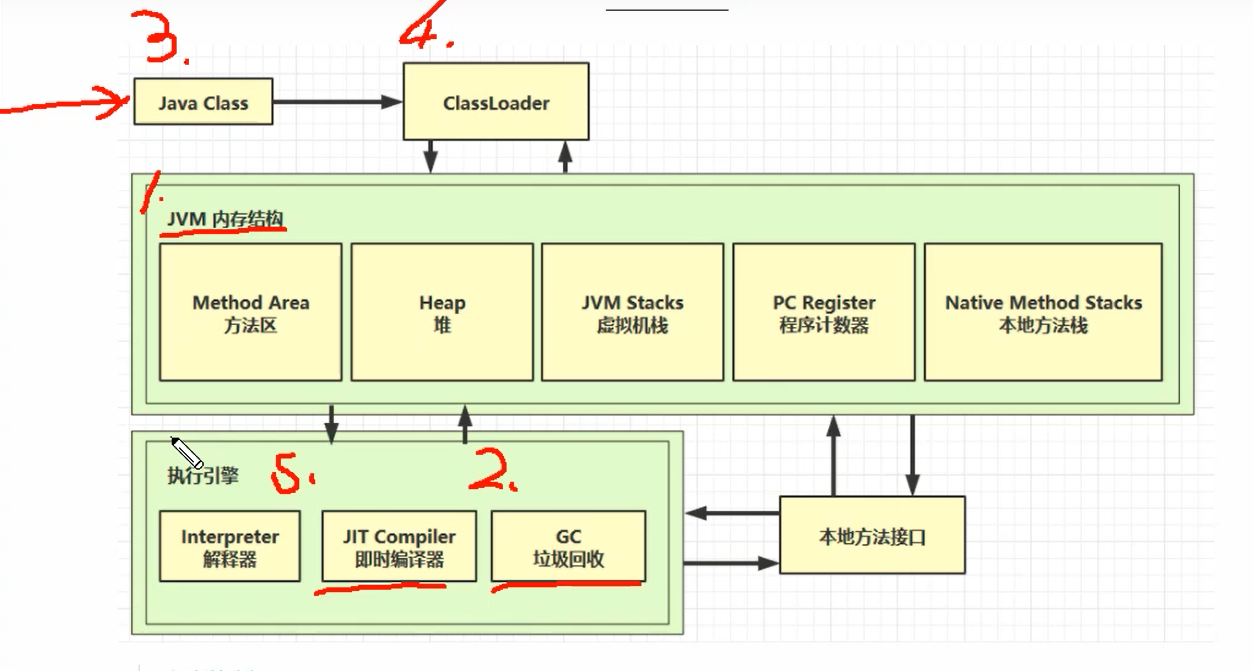 3.
4.
Java Class
ClassLoader
1.
JVM 内存结构
Method Area
方法区
Heap
堆
JVM Stacks
虚拟机栈
PC Register
程序计数器
Native Method Stacks
本地方法栈
执行引擎
5.
2.
Interpreter
解释器
JIT Compiler
即时编译器
GC
垃圾回收
本地方法接口